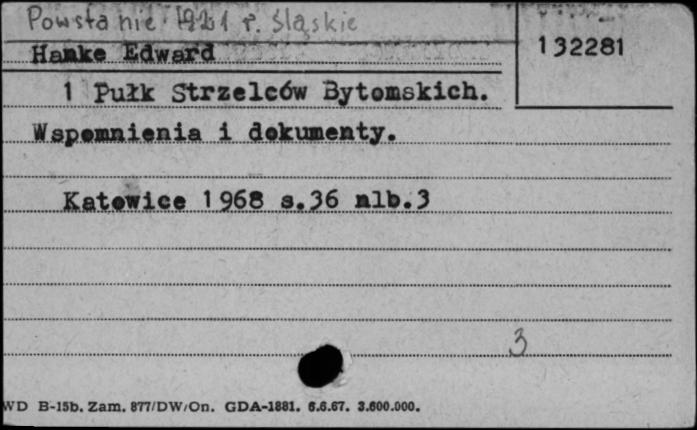 Powstanie 1921 r. śląskie
132281
Hanke Edward
1 Pułk Strzelców Bytomskich.
Wspomnienia i dokumenty.
Katowice 1968 s.36 nlb.3
3
WD B-15b. Zam. 877/DW/On. GDA-1881. 6.6.67. 3.600.000.